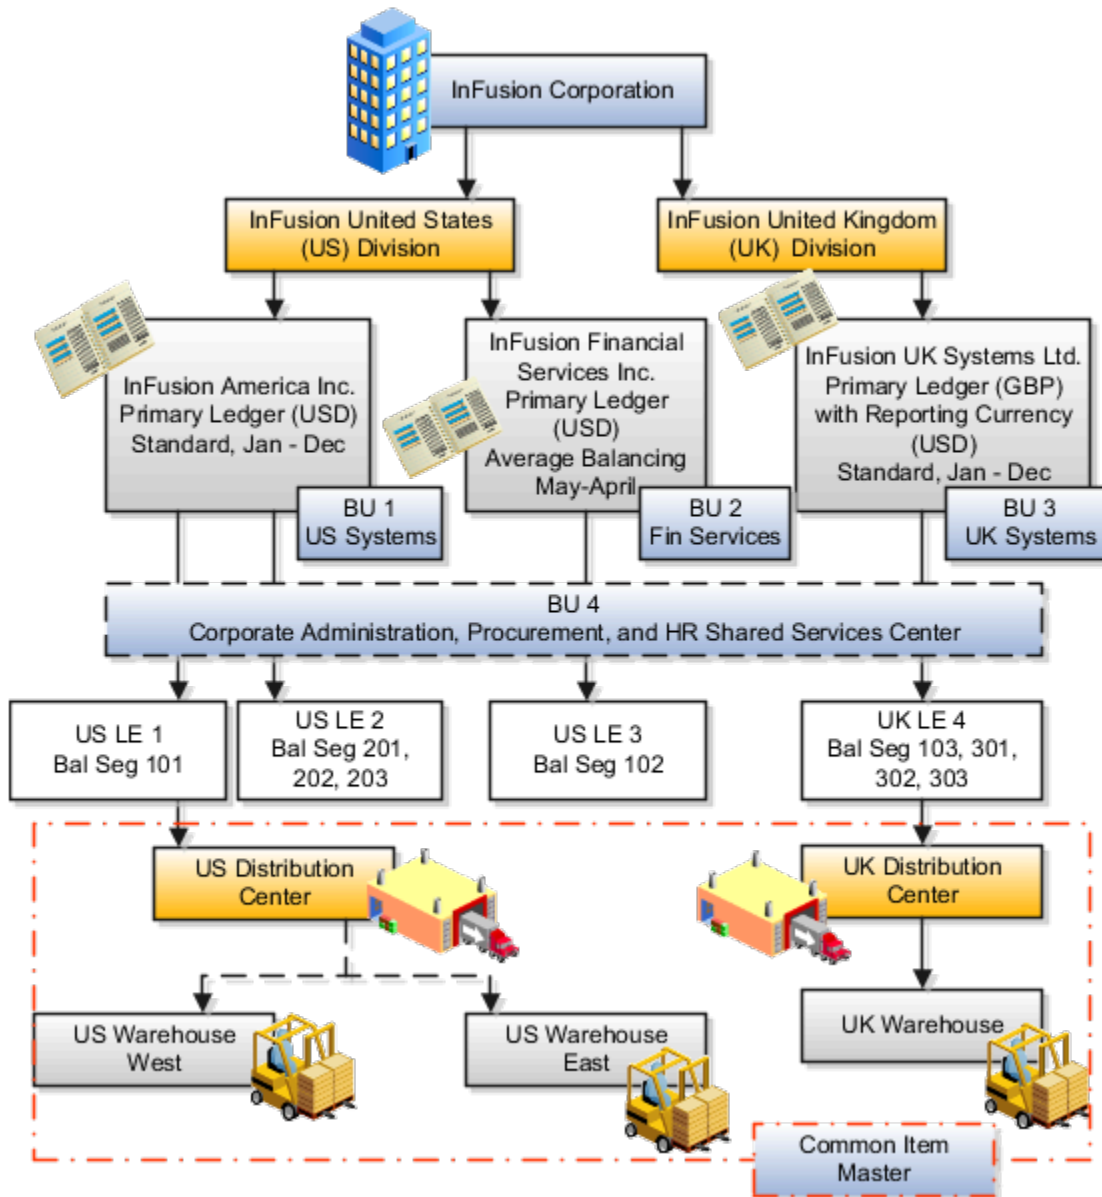 InFusion Corporation
InFusion United States
(US) Division
InFusion United Kingdom
(UK) Division
InFusion America Inc.
Primary Ledger (USD)
Standard, Jan - Dec
InFusion Financial
Services Inc.
Primary Ledger
(USD)
Average Balancing
May-April
InFusion UK Systems Ltd.
Primary Ledger (GBP)
with Reporting Currency
(USD)
Standard, Jan - Dec
BU 1
US Systems
BU 2
Fin Services
BU 3
UK Systems
BU 4
Corporate Administration, Procurement, and HR Shared Services Center
US LE 1
Bal Seg 101
US LE 2
Bal Seg 201,
202, 203
US LE 3
Bal Seg 102
UK LE 4
Bal Seg 103, 301,
302, 303
US Distribution
Center
UK Distribution
Center
US Warehouse
West
US Warehouse
East
UK Warehouse
Common Item
Master